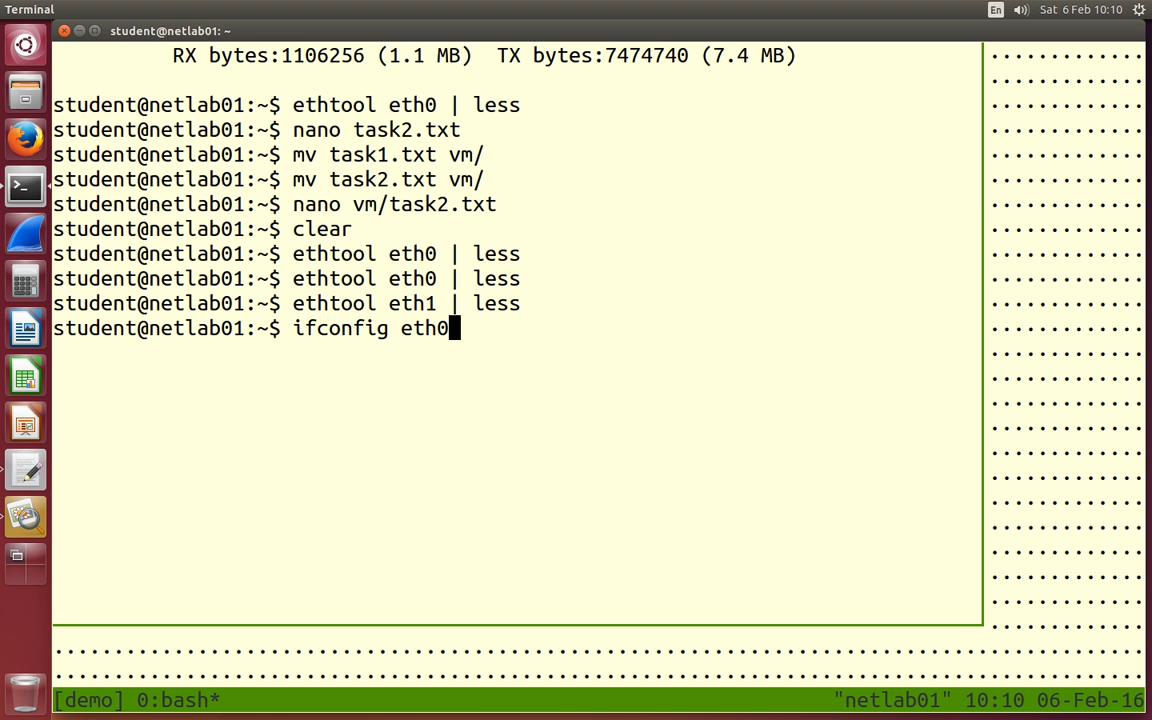 Terminal
En
Sat 6 Feb 10:10
student@netlab01: ~
RX bytes:1106256 (1.1 MB)  TX bytes:7474740 (7.4 MB)
student@netlab01:~$ ethtool eth0 | less
student@netlab01:~$ nano task2.txt
student@netlab01:~$ mv task1.txt vm/
student@netlab01:~$ mv task2.txt vm/
student@netlab01:~$ nano vm/task2.txt
student@netlab01:~$ clear
student@netlab01:~$ ethtool eth0 | less
student@netlab01:~$ ethtool eth0 | less
student@netlab01:~$ ethtool eth1 | less
student@netlab01:~$ ifconfig eth0
[demo] 0:bash*
"netlab01" 10:10 06-Feb-16